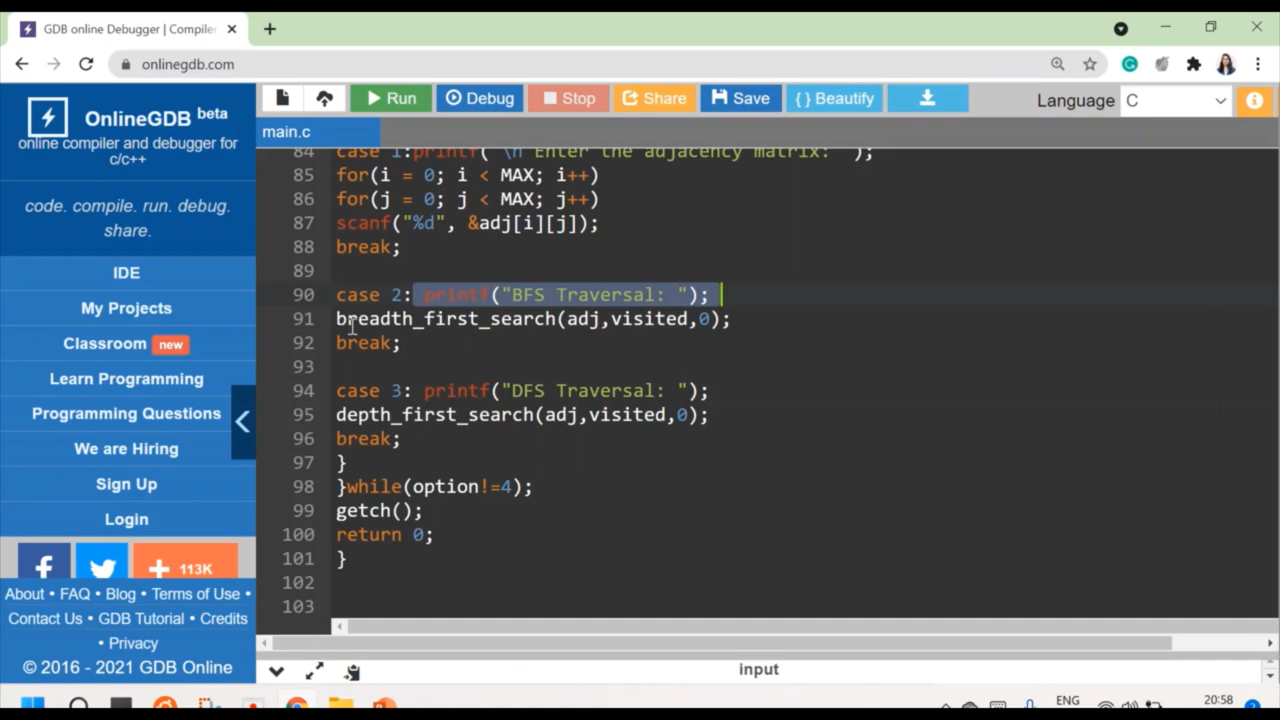 GDB online Debugger | Compiler
onlinegdb.com
OnlineGDB beta
online compiler and debugger for
c/c++
code. compile. run. debug.
share.
IDE
My Projects
Classroom new
Learn Programming
Programming Questions
We are Hiring
Sign Up
Login
113K
About • FAQ • Blog • Terms of Use •
Contact Us • GDB Tutorial • Credits
• Privacy
© 2016 - 2021 GDB Online
Run Debug Stop Share Save { } Beautify Language C
main.c
84 case 1:printf( "\n Enter the adjacency matrix: " );
85 for(i = 0; i < MAX; i++)
86 for(j = 0; j < MAX; j++)
87 scanf("%d", &adj[i][j]);
88 break;
89
90 case 2: printf("BFS Traversal: ");
91 breadth_first_search(adj,visited,0);
92 break;
93
94 case 3: printf("DFS Traversal: ");
95 depth_first_search(adj,visited,0);
96 break;
97 }
98 }while(option!=4);
99 getch();
100 return 0;
101 }
102
103
input
ENG 20:58